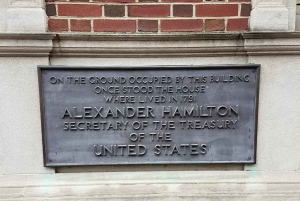 ON THE GROUND OCCUPIED BY THIS BUILDING
ONCE STOOD THE HOUSE
WHERE LIVED IN 1791
ALEXANDER HAMILTON
SECRETARY OF THE TREASURY
OF THE
UNITED STATES